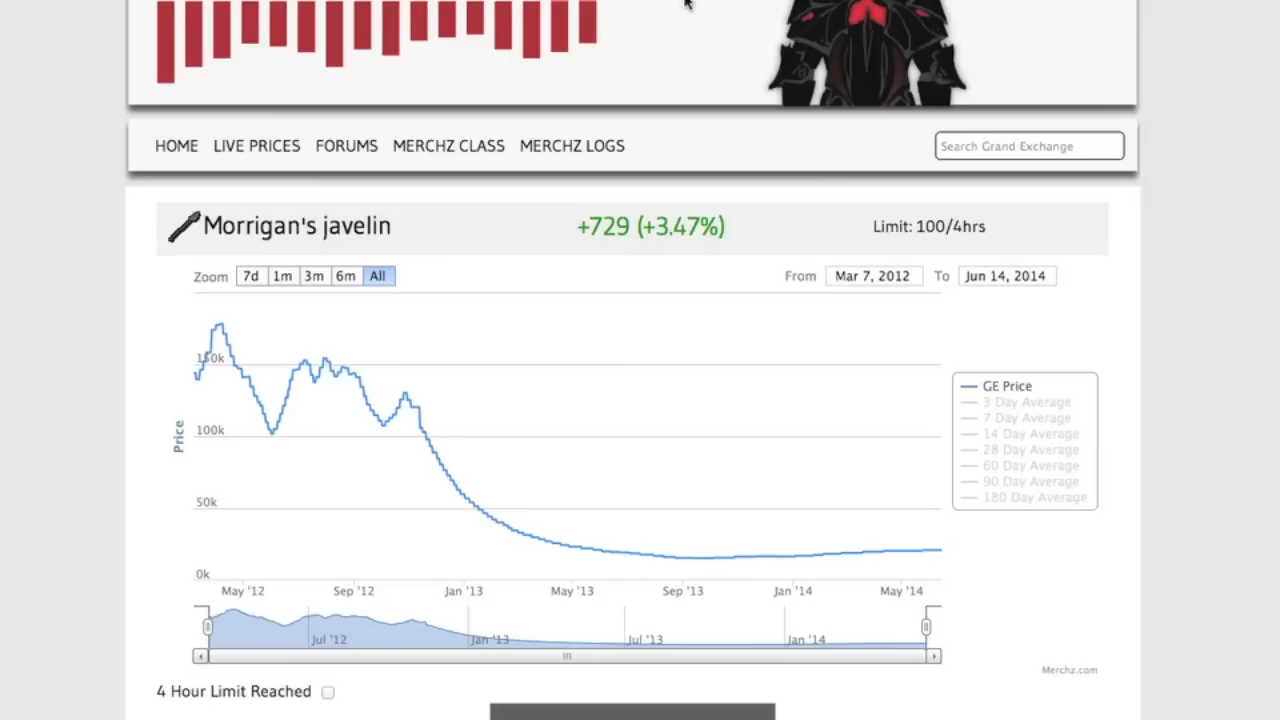 HOME LIVE PRICES FORUMS MERCHZ CLASS MERCHZ LOGS Search Grand Exchange
Morrigan's javelin +729 (+3.47%) Limit: 100/4hrs
Zoom 7d 1m 3m 6m All From Mar 7, 2012 To Jun 14, 2014
150k
100k
50k
0k
Price
GE Price
3 Day Average
7 Day Average
14 Day Average
28 Day Average
60 Day Average
90 Day Average
180 Day Average
May '12 Sep '12 Jan '13 May '13 Sep '13 Jan '14 May '14
Jul '12 Jan '13 Jul '13 Jan '14
Merchz.com
4 Hour Limit Reached